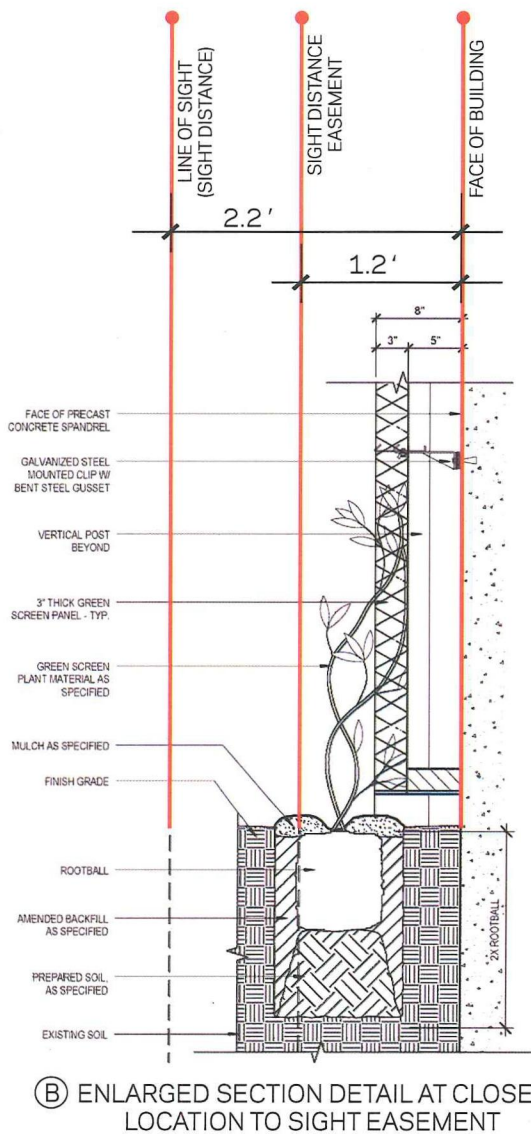 LINE OF SIGHT
(SIGHT DISTANCE)
SIGHT DISTANCE
EASEMENT
FACE OF BUILDING
2.2'
1.2'
8"
3"
5"
FACE OF PRECAST
CONCRETE SPANDREL
GALVANIZED STEEL
MOUNTED CLIP W/
BENT STEEL GUSSET
VERTICAL POST
BEYOND
3" THICK GREEN
SCREEN PANEL - TYP.
GREEN SCREEN
PLANT MATERIAL AS
SPECIFIED
MULCH AS SPECIFIED
FINISH GRADE
ROOTBALL
AMENDED BACKFILL
AS SPECIFIED
PREPARED SOIL,
AS SPECIFIED
EXISTING SOIL
2X ROOTBALL
B ENLARGED SECTION DETAIL AT CLOSE
LOCATION TO SIGHT EASEMENT